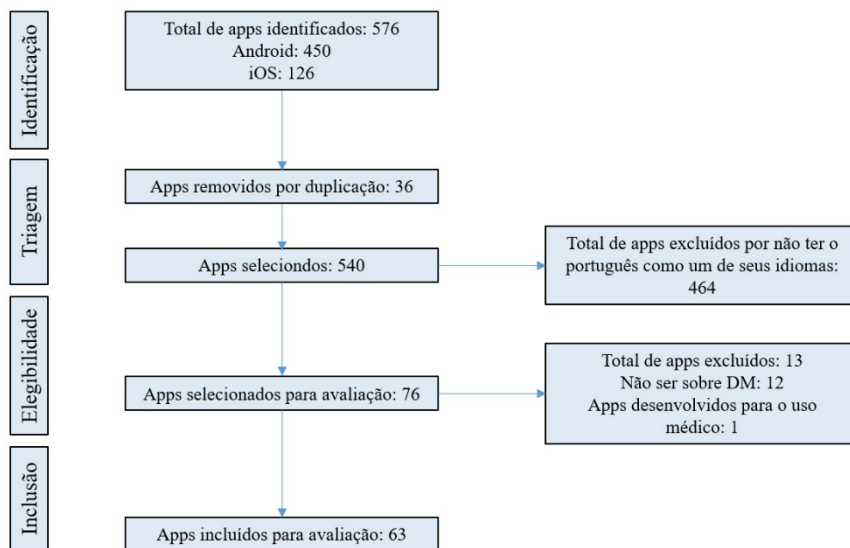 Identificação
Total de apps identificados: 576
Android: 450
iOS: 126
Triagem
Apps removidos por duplicação: 36
Apps seleciondos: 540
Total de apps excluídos por não ter o
português como um de seus idiomas:
464
Elegibilidade
Apps selecionados para avaliação: 76
Total de apps excluídos: 13
Não ser sobre DM: 12
Apps desenvolvidos para o uso
médico: 1
Inclusão
Apps incluídos para avaliação: 63